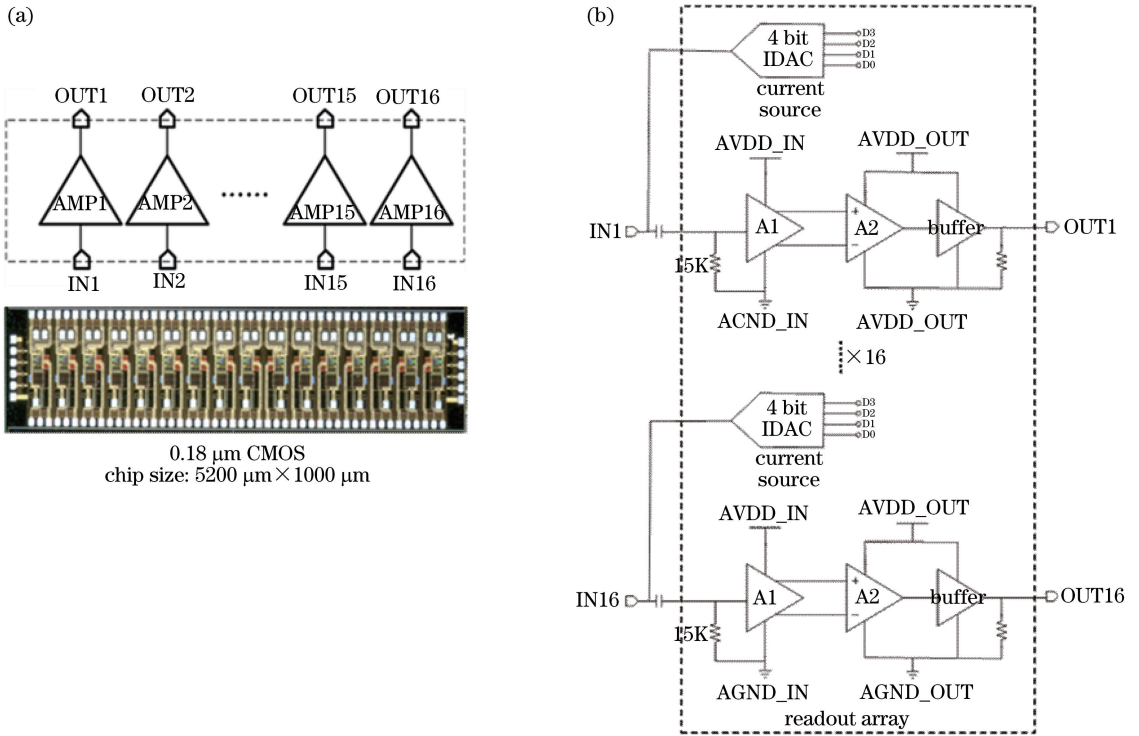 (a)
OUT1 OUT2 OUT15 OUT16
AMP1 AMP2 ...... AMP15 AMP16
IN1 IN2 IN15 IN16
0.18 μm CMOS
chip size: 5200 μm×1000 μm
(b)
4 bit
IDAC
D3
D2
D1
D0
current
source
AVDD_IN
AVDD_OUT
IN1
A1
+
−
A2
buffer
OUT1
15K
ACND_IN
AVDD_OUT
×16
4 bit
IDAC
D3
D2
D1
D0
current
source
AVDD_IN
AVDD_OUT
IN16
A1
+
−
A2
buffer
OUT16
15K
AGND_IN
AGND_OUT
readout array